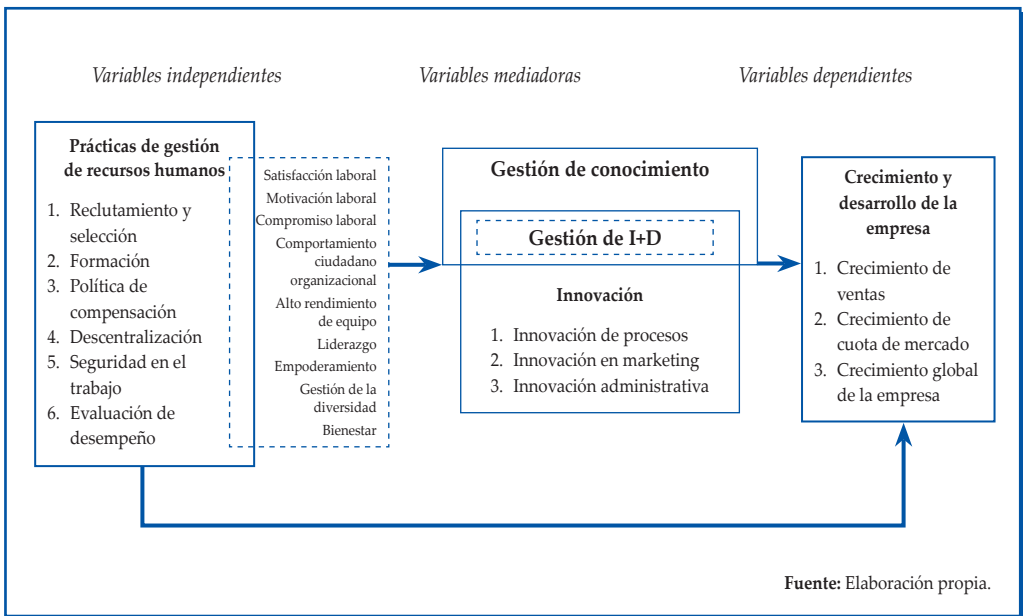 Variables independientes
Variables mediadoras
Variables dependientes
Prácticas de gestión
de recursos humanos
1. Reclutamiento y
selección
2. Formación
3. Política de
compensación
4. Descentralización
5. Seguridad en el
trabajo
6. Evaluación de
desempeño
Satisfacción laboral
Motivación laboral
Compromiso laboral
Comportamiento
ciudadano
organizacional
Alto rendimiento
de equipo
Liderazgo
Empoderamiento
Gestión de la
diversidad
Bienestar
Gestión de conocimiento
Gestión de I+D
Innovación
1. Innovación de procesos
2. Innovación en marketing
3. Innovación administrativa
Crecimiento y
desarrollo de la
empresa
1. Crecimiento de
ventas
2. Crecimiento de
cuota de mercado
3. Crecimiento global
de la empresa
Fuente: Elaboración propia.